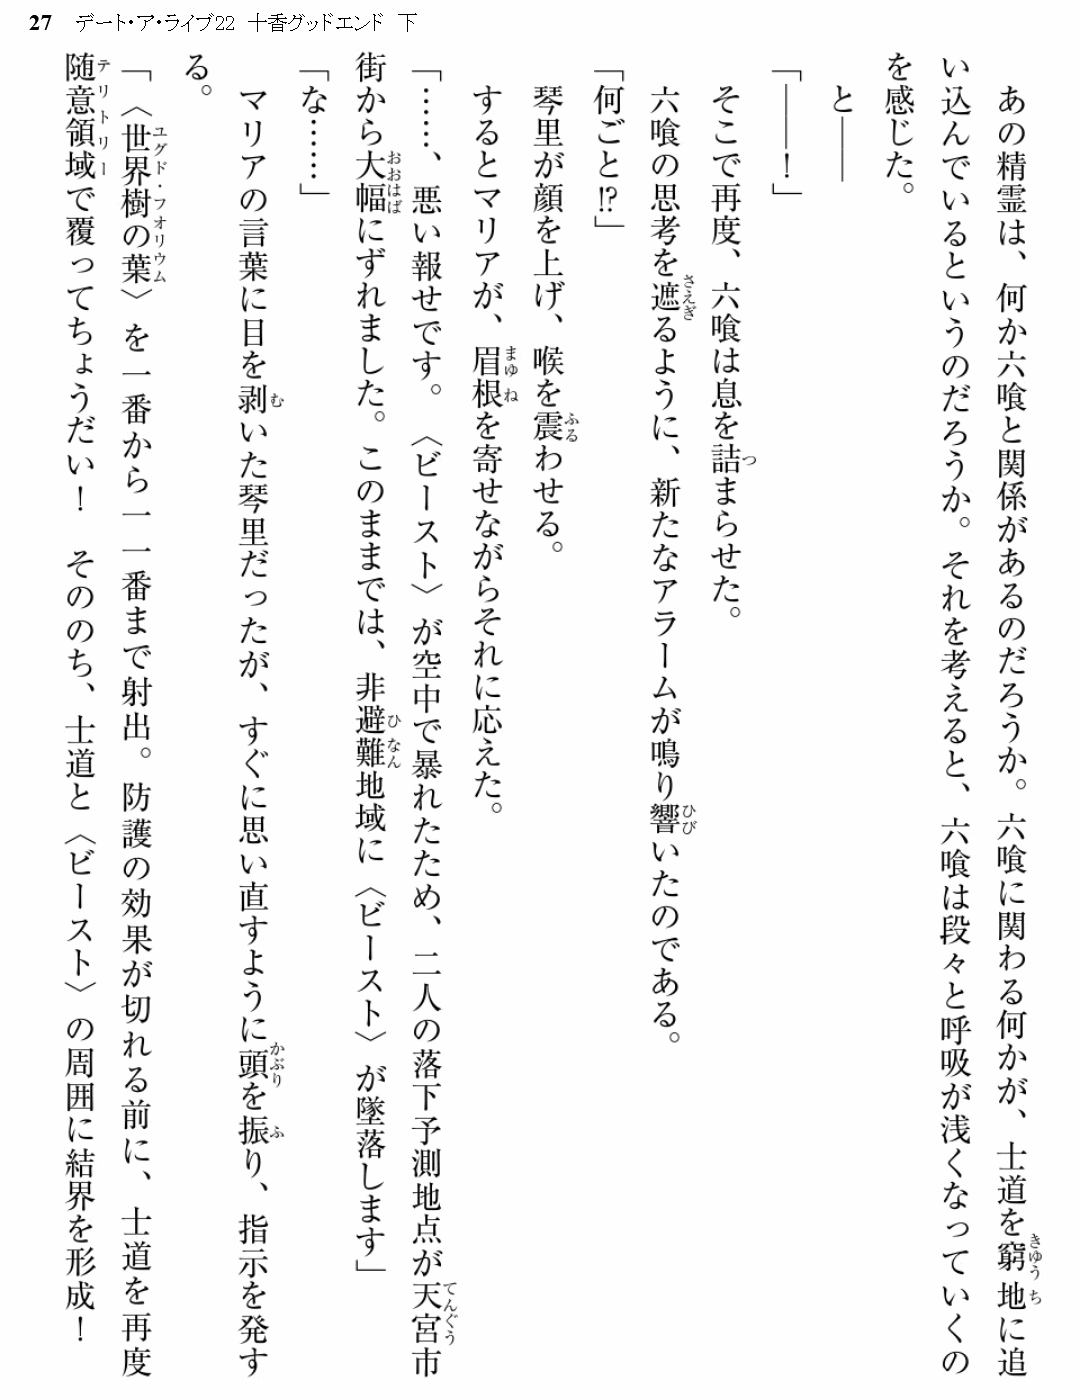 27 デート・ア・ライブ22 十香グッドエンド 下
あの精霊は、何か六喰と関係があるのだろうか。六喰に関わる何かが、士道を窮地に追
い込んでいるというのだろうか。それを考えると、六喰は段々と呼吸が浅くなっていくの
を感じた。
と――
「――！」
そこで再度、六喰は息を詰まらせた。
六喰の思考を遮るように、新たなアラームが鳴り響いたのである。
「何ごと!?」
琴里が顔を上げ、喉を震わせる。
するとマリアが、眉根を寄せながらそれに応えた。
「……、悪い報せです。〈ビースト〉が空中で暴れたため、二人の落下予測地点が天宮市
街から大幅にずれました。このままでは、非避難地域に〈ビースト〉が墜落します」
「な……」
マリアの言葉に目を剥いた琴里だったが、すぐに思い直すように頭を振り、指示を発す
る。
「〈世界樹の葉〉を一番から一一番まで射出。防護の効果が切れる前に、士道を再度
随意領域で覆ってちょうだい！　そののち、士道と〈ビースト〉の周囲に結界を形成！